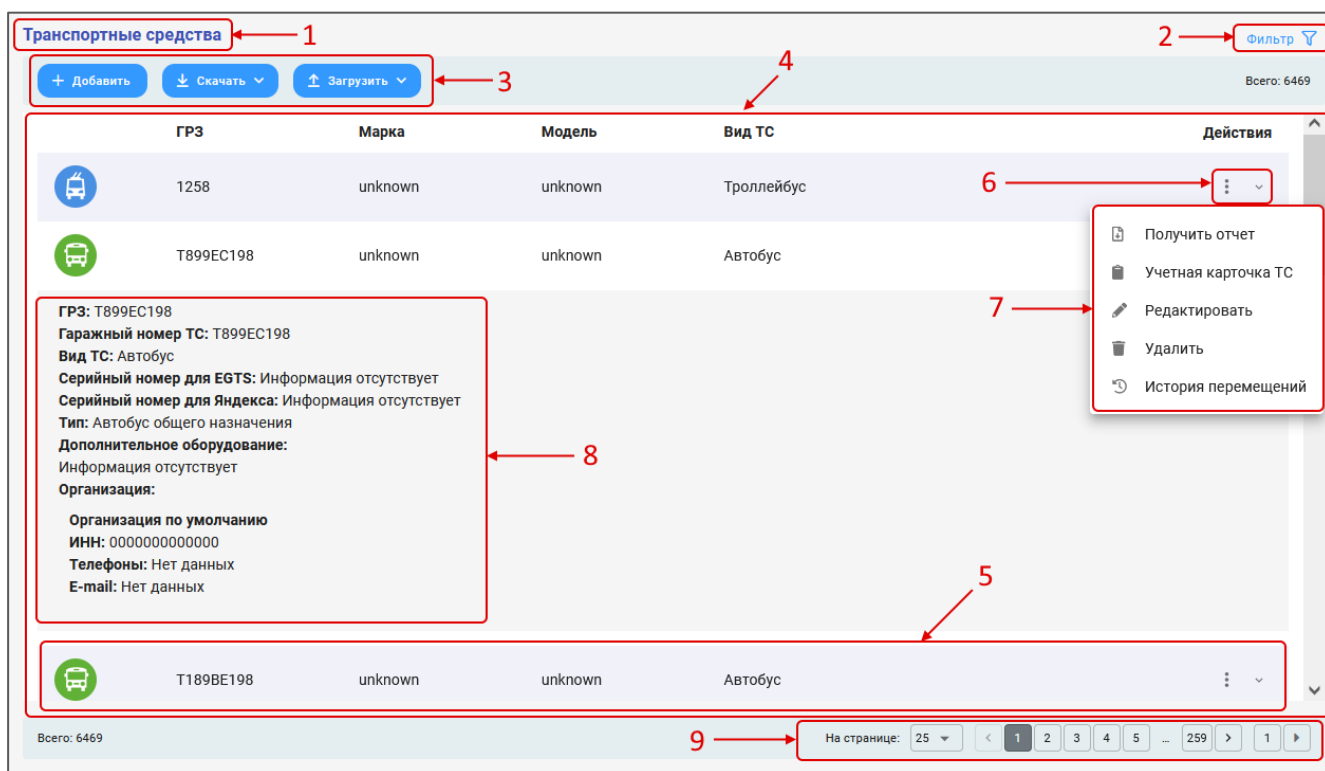 Транспортные средства
1
2
Фильтр
Добавить
Скачать
Загрузить
3
4
Всего: 6469
ГРЗ Марка Модель Вид ТС Действия
1258 unknown unknown Троллейбус
6
T899EC198 unknown unknown Автобус
Получить отчет
Учетная карточка ТС
Редактировать
Удалить
История перемещений
7
ГРЗ: T899EC198
Гаражный номер ТС: T899EC198
Вид ТС: Автобус
Серийный номер для EGTS: Информация отсутствует
Серийный номер для Яндекса: Информация отсутствует
Тип: Автобус общего назначения
Дополнительное оборудование:
Информация отсутствует
Организация:
Организация по умолчанию
ИНН: 0000000000000
Телефоны: Нет данных
E-mail: Нет данных
8
5
T189BE198 unknown unknown Автобус
Всего: 6469
9
На странице: 25 < 1 2 3 4 5 … 259 > 1